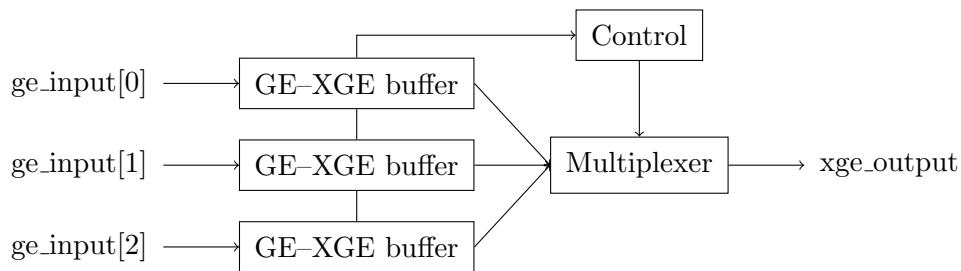 Control
ge_input[0]
GE–XGE buffer
ge_input[1]
GE–XGE buffer
Multiplexer
xge_output
ge_input[2]
GE–XGE buffer